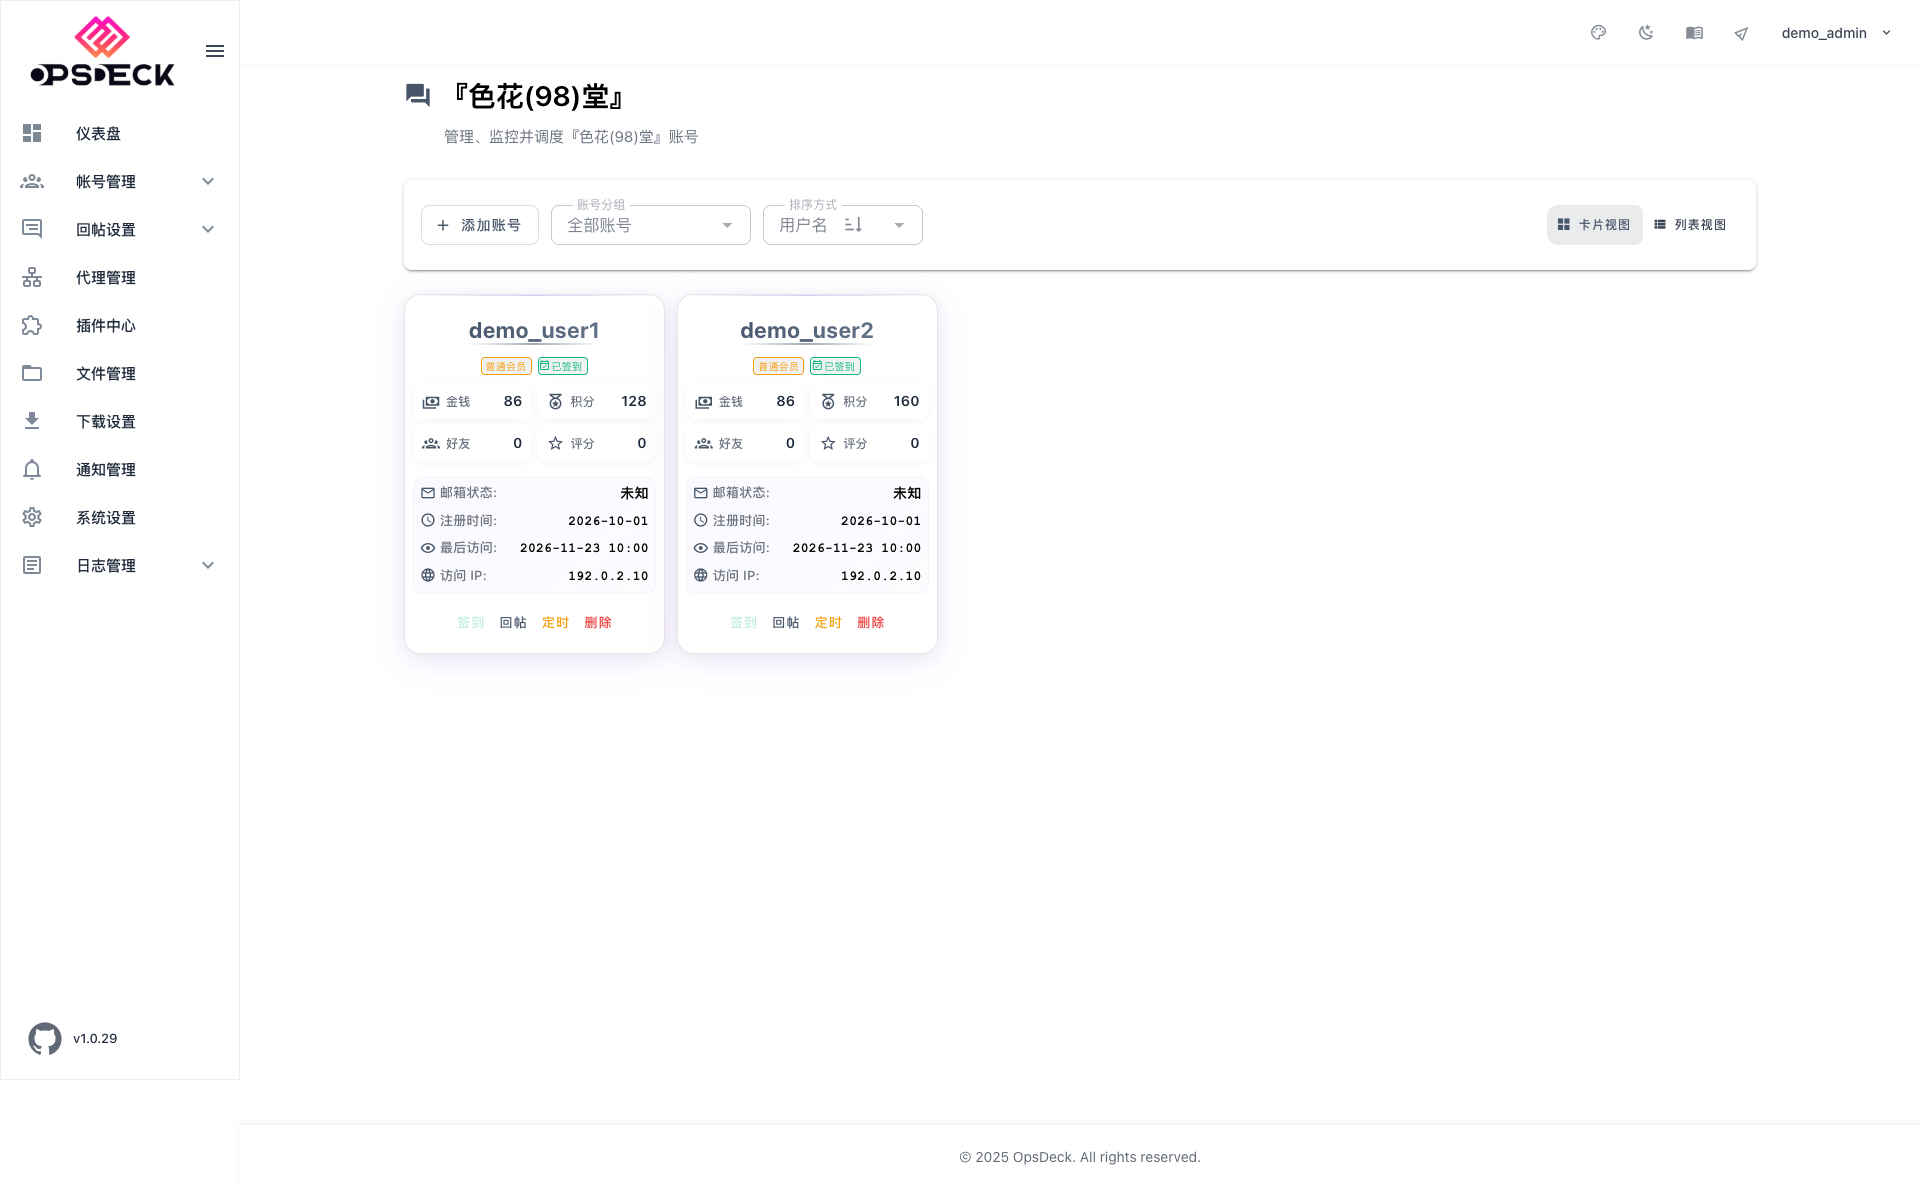 OPSDECK
仪表盘
帐号管理
回帖设置
代理管理
插件中心
文件管理
下载设置
通知管理
系统设置
日志管理
v1.0.29
demo_admin
『色花(98)堂』
管理、监控并调度『色花(98)堂』账号
添加账号
账号分组
全部账号
排序方式
用户名
卡片视图
列表视图
demo_user1
普通会员 已签到
金钱 86 积分 128
好友 0 评分 0
邮箱状态: 未知
注册时间: 2026-10-01
最后访问: 2026-11-23 10:00
访问 IP: 192.0.2.10
签到 回帖 定时 删除
demo_user2
普通会员 已签到
金钱 86 积分 160
好友 0 评分 0
邮箱状态: 未知
注册时间: 2026-10-01
最后访问: 2026-11-23 10:00
访问 IP: 192.0.2.10
签到 回帖 定时 删除
© 2025 OpsDeck. All rights reserved.